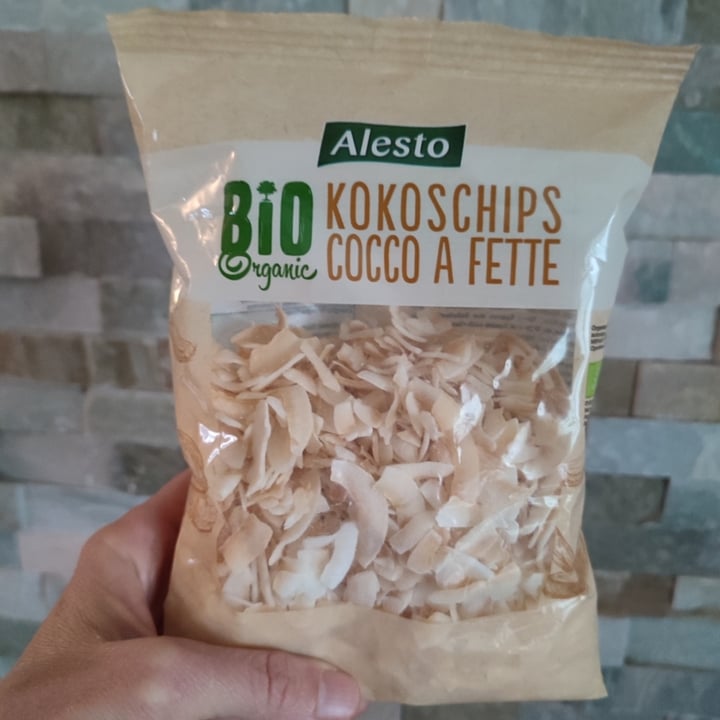 Alesto
BiO KOKOSCHIPS
Organic COCCO A FETTE